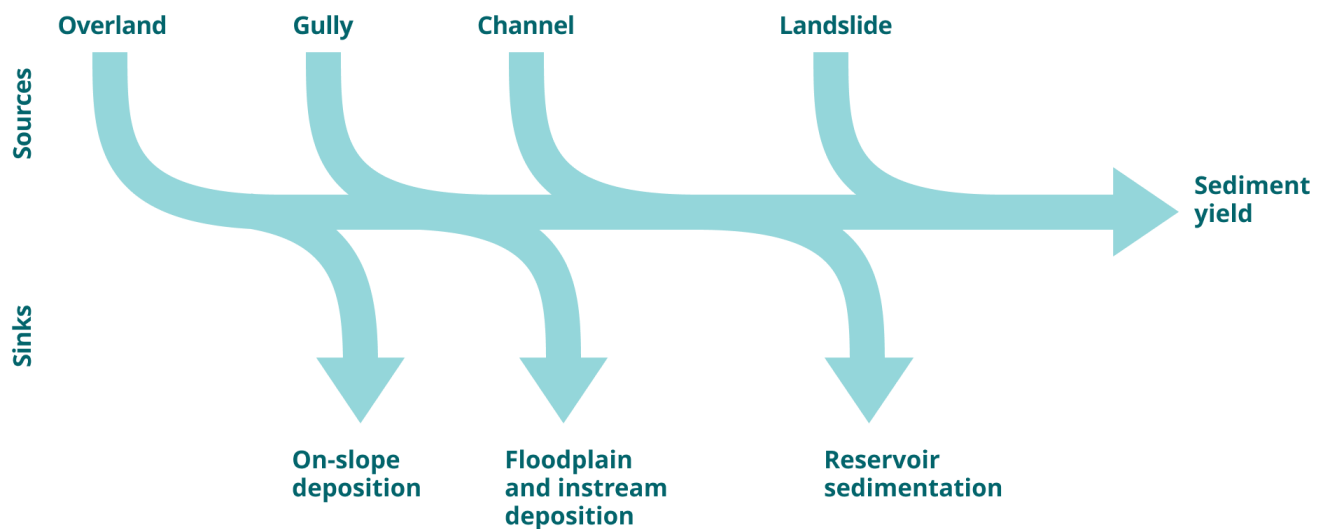 Overland
Gully
Channel
Landslide
Sources
Sediment
yield
Sinks
On-slope
deposition
Floodplain
and instream
deposition
Reservoir
sedimentation